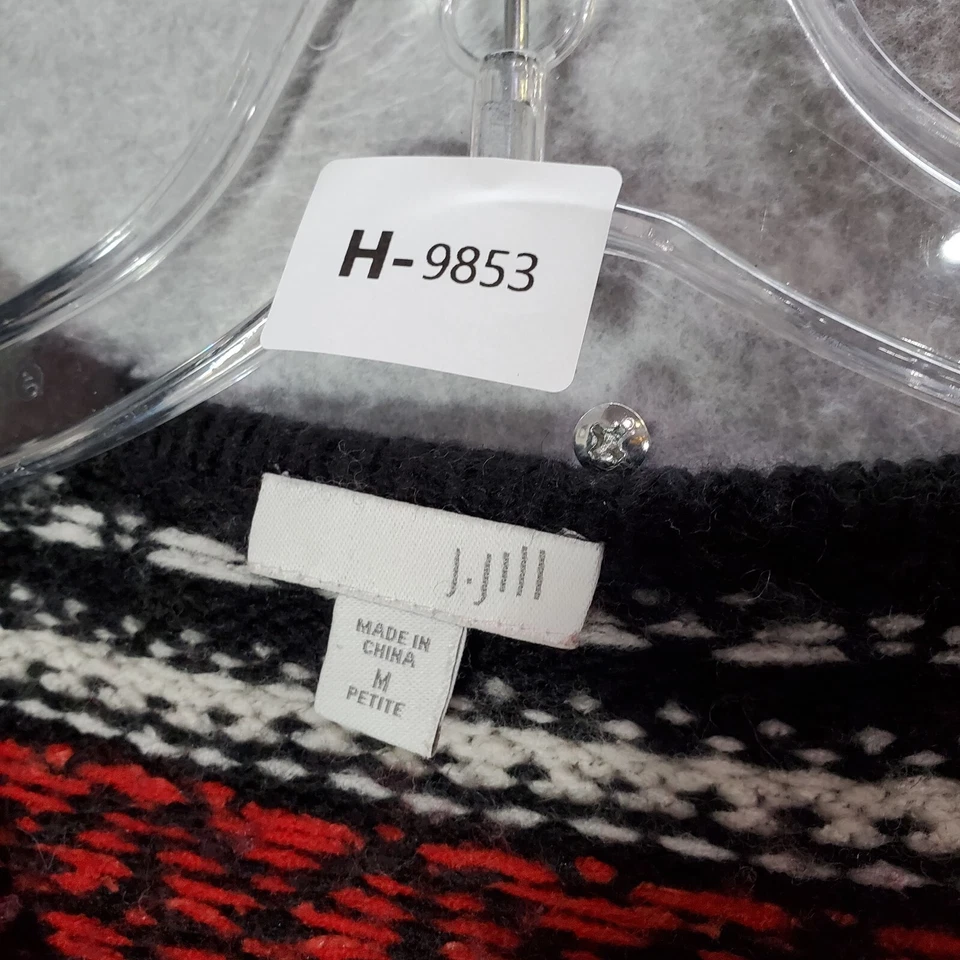 H-9853
J.Jill
MADE IN
CHINA
M
PETITE